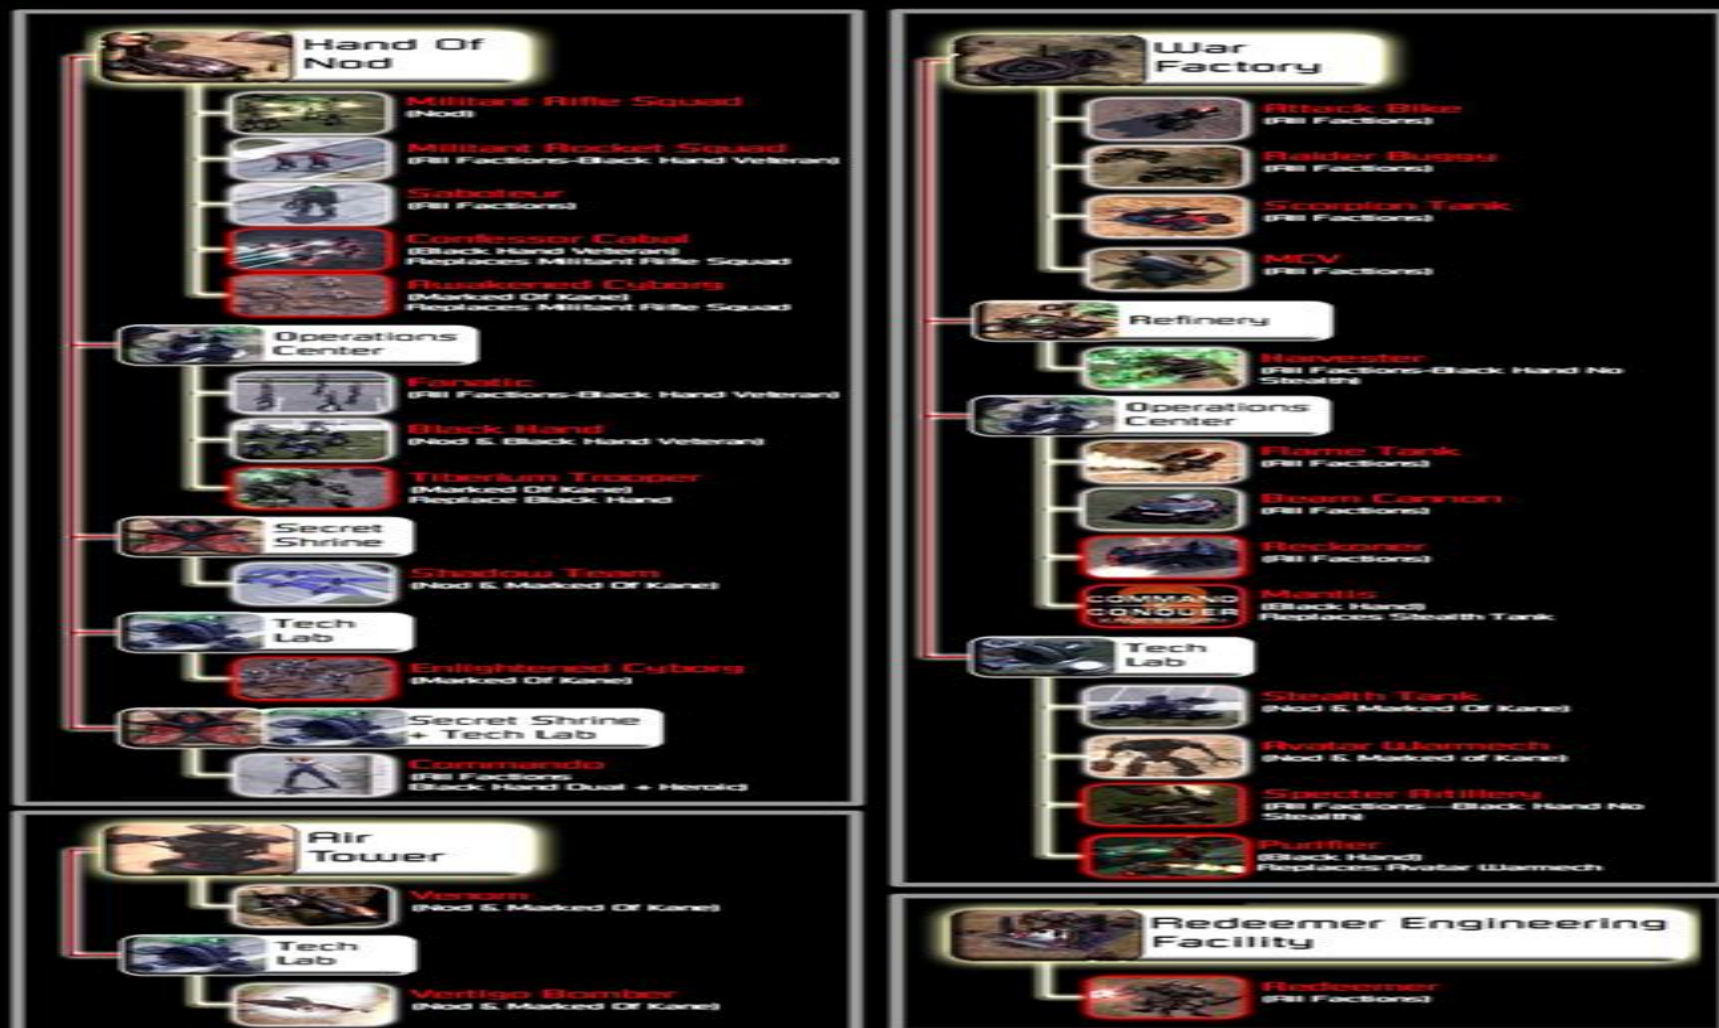 Hand Of
Nod
Militant Rifle Squad
(Nod)
Militant Rocket Squad
(All Factions-Black Hand Veteran)
Saboteur
(All Factions)
Confessor Cabal
(Black Hand Veteran)
Replaces Militant Rifle Squad
Awakened Cyborg
(Marked Of Kane)
Replaces Militant Rifle Squad
Operations
Center
Fanatic
(All Factions-Black Hand Veteran)
Black Hand
(Nod & Black Hand Veteran)
Tiberium Trooper
(Marked Of Kane)
Replace Black Hand
Secret
Shrine
Shadow Team
(Nod & Marked Of Kane)
Tech
Lab
Enlightened Cyborg
(Marked Of Kane)
Secret Shrine
+ Tech Lab
Commando
(All Factions
Black Hand Dual + Heroic)
Air
Tower
Venom
(Nod & Marked Of Kane)
Tech
Lab
Vertigo Bomber
(Nod & Marked Of Kane)
War
Factory
Attack Bike
(All Factions)
Raider Buggy
(All Factions)
Scorpion Tank
(All Factions)
MCV
(All Factions)
Refinery
Harvester
(All Factions-Black Hand No
Stealth)
Operations
Center
Flame Tank
(All Factions)
Beam Cannon
(All Factions)
Reckoner
(All Factions)
COMMAND
CONQUER
Mantis
(Black Hand)
Replaces Stealth Tank
Tech
Lab
Stealth Tank
(Nod & Marked Of Kane)
Avatar Warmech
(Nod & Marked of Kane)
Specter Artillery
(All Factions—Black Hand No
Stealth)
Purifier
(Black Hand)
Replaces Avatar Warmech
Redeemer Engineering
Facility
Redeemer
(All Factions)